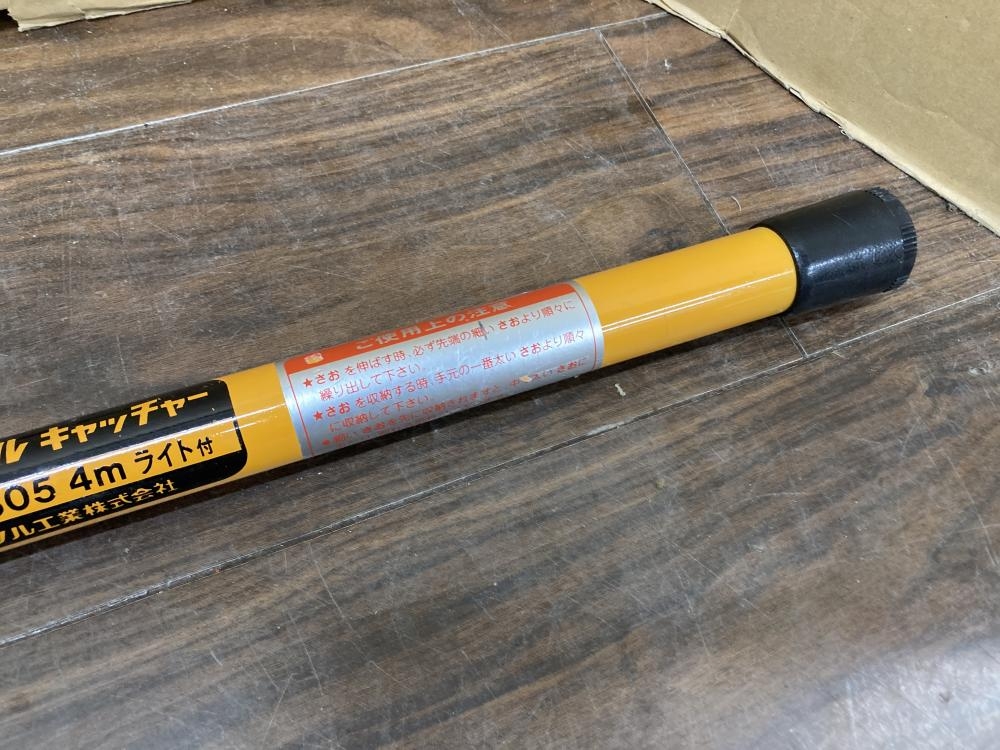 ル キャッチャー
305 4m ライト付
ル工業株式会社
ご使用上の注意
★さおを伸ばす時、必ず先端の細いさおより順々に
繰り出して下さい。
★さおを収納する時、手元の一番太いさおより順々
に収納して下さい。
さおに